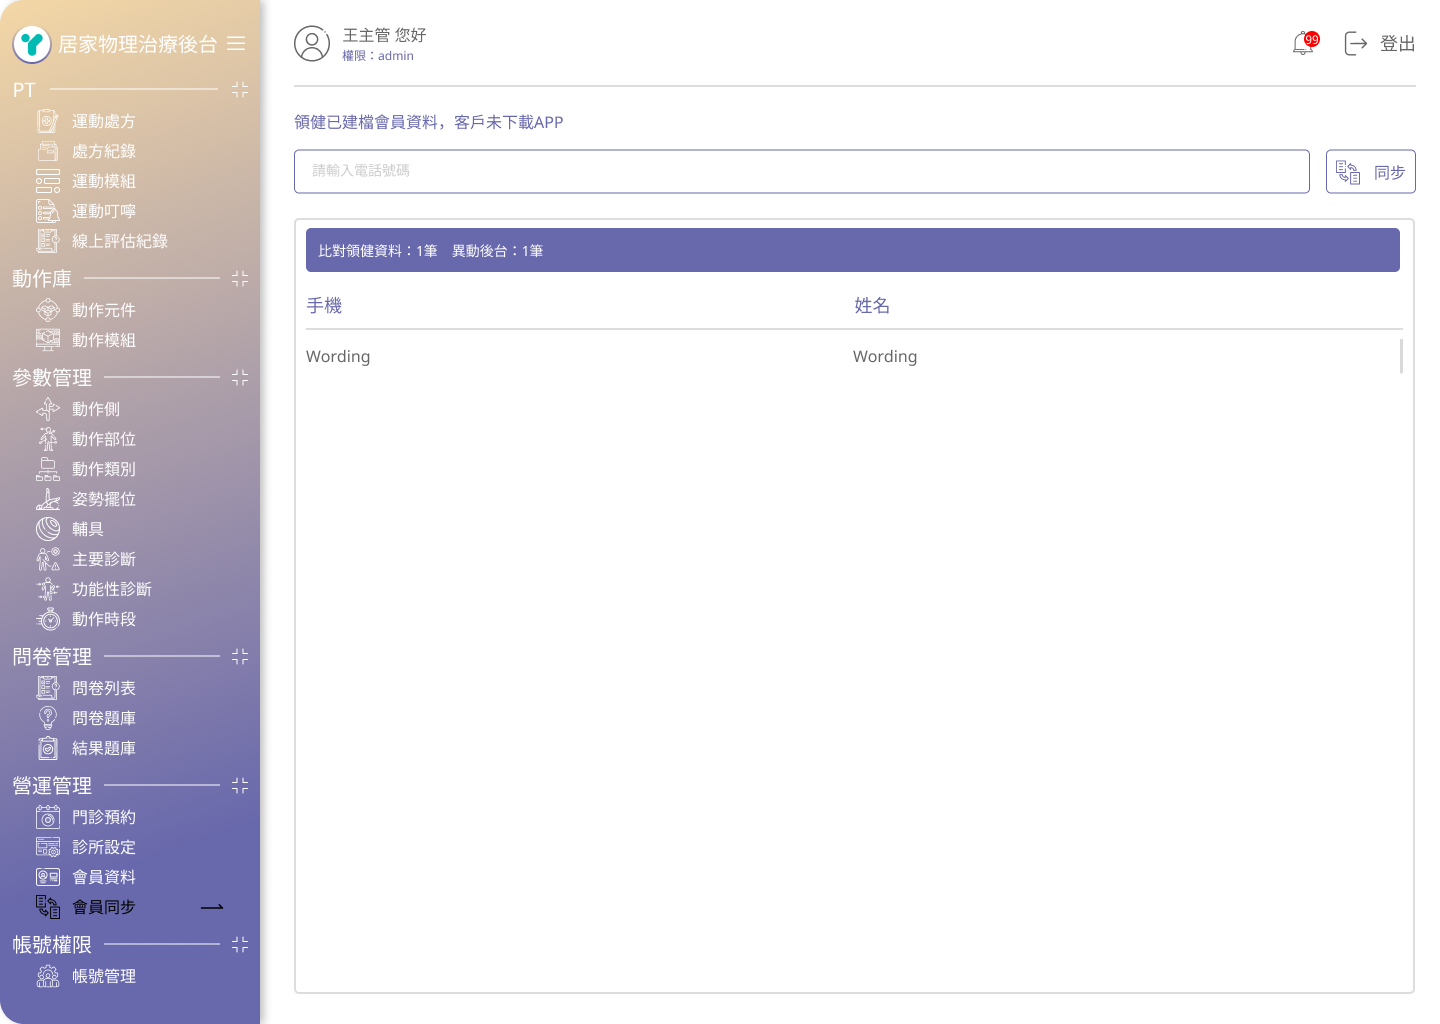 居家物理治療後台
PT
運動處方
處方紀錄
運動模組
運動叮嚀
線上評估紀錄
動作庫
動作元件
動作模組
參數管理
動作側
動作部位
動作類別
姿勢擺位
輔具
主要診斷
功能性診斷
動作時段
問卷管理
問卷列表
問卷題庫
結果題庫
營運管理
門診預約
診所設定
會員資料
會員同步
帳號權限
帳號管理
王主管 您好
權限：admin
99
登出
領健已建檔會員資料，客戶未下載APP
請輸入電話號碼
同步
比對領健資料：1筆 異動後台：1筆
手機 姓名
Wording Wording